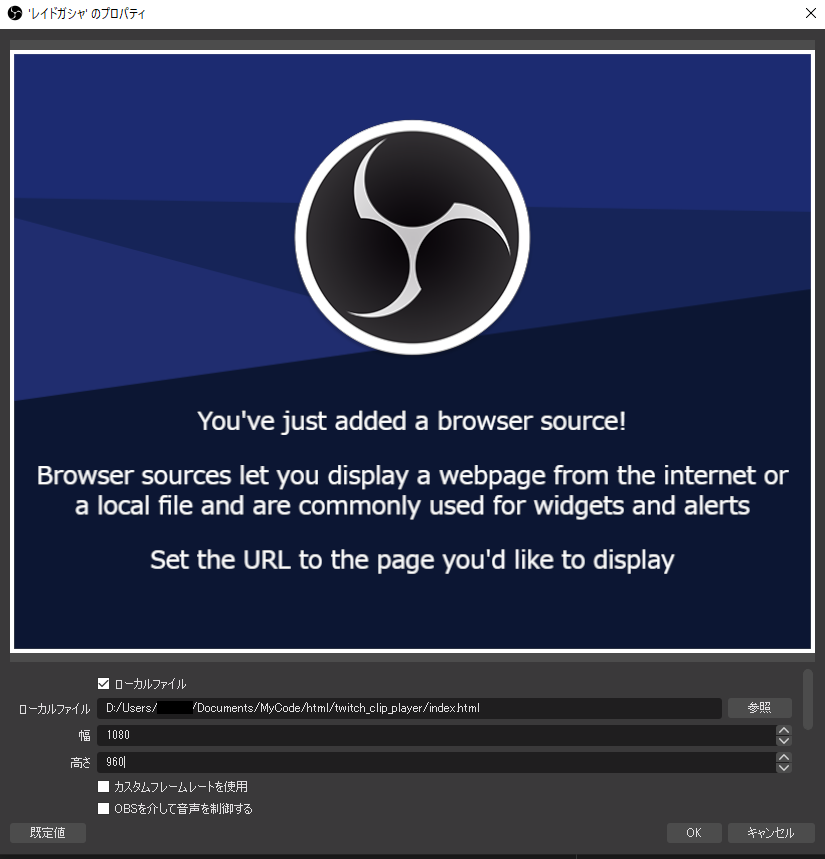 'レイドガシャ' のプロパティ
You've just added a browser source!
Browser sources let you display a webpage from the internet or
a local file and are commonly used for widgets and alerts
Set the URL to the page you'd like to display
ローカルファイル
ローカルファイル D:/Users/ /Documents/MyCode/html/twitch_clip_player/index.html 参照
幅 1080
高さ 960
カスタムフレームレートを使用
OBSを介して音声を制御する
既定値 OK キャンセル